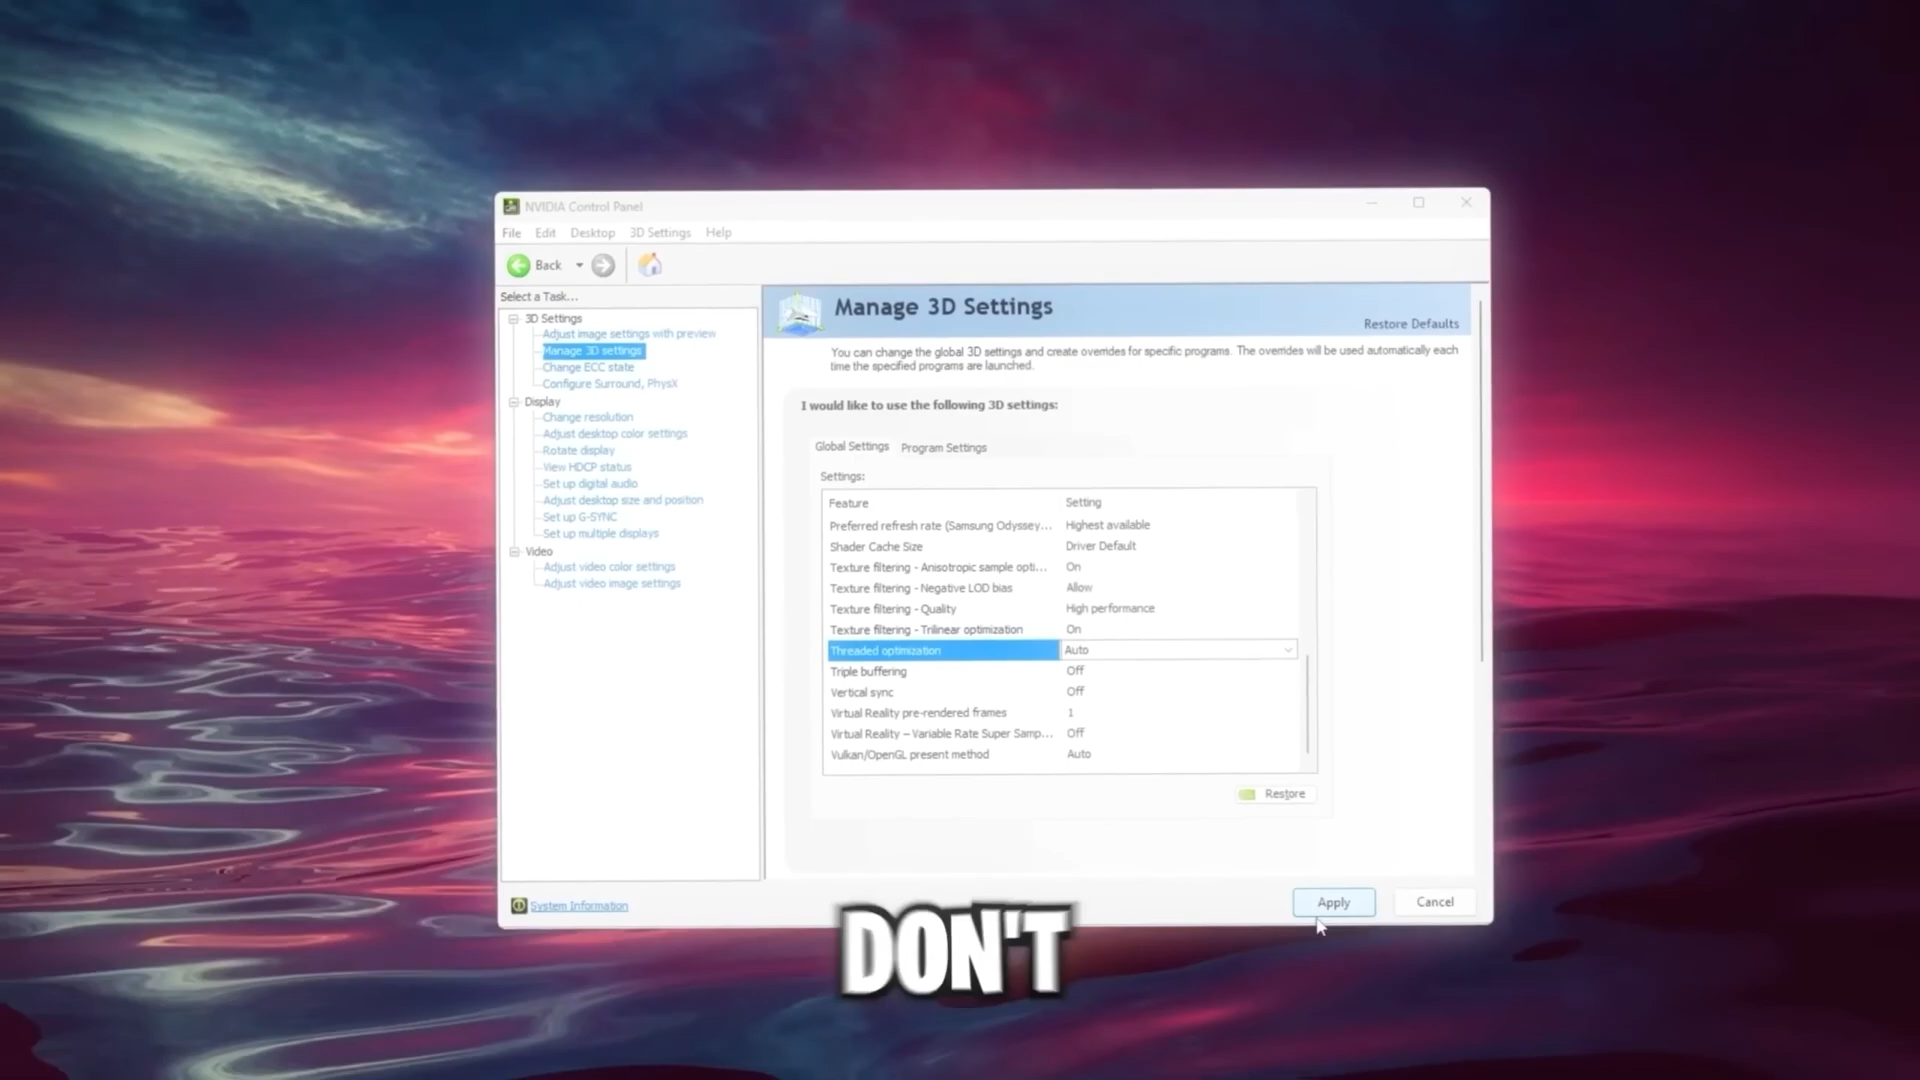 NVIDIA Control Panel
File Edit Desktop 3D Settings Help
Back
Select a Task...
3D Settings
Adjust image settings with preview
Manage 3D settings
Change ECC state
Configure Surround, PhysX
Display
Change resolution
Adjust desktop color settings
Rotate display
View HDCP status
Set up digital audio
Adjust desktop size and position
Set up G-SYNC
Set up multiple displays
Video
Adjust video color settings
Adjust video image settings
System Information
Manage 3D Settings
Restore Defaults
You can change the global 3D settings and create overrides for specific programs. The overrides will be used automatically each
time the specified programs are launched.
I would like to use the following 3D settings:
Global Settings Program Settings
Settings:
Feature Setting
Preferred refresh rate (Samsung Odyssey... Highest available
Shader Cache Size Driver Default
Texture filtering - Anisotropic sample opti... On
Texture filtering - Negative LOD bias Allow
Texture filtering - Quality High performance
Texture filtering - Trilinear optimization On
Threaded optimization Auto
Triple buffering Off
Vertical sync Off
Virtual Reality pre-rendered frames 1
Virtual Reality – Variable Rate Super Samp... Off
Vulkan/OpenGL present method Auto
Restore
Apply Cancel
DON'T